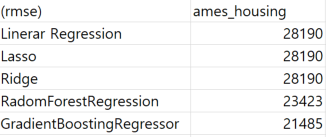 (rmse) ames_housing
Linerar Regression 28190
Lasso 28190
Ridge 28190
RadomForestRegression 23423
GradientBoostingRegressor 21485